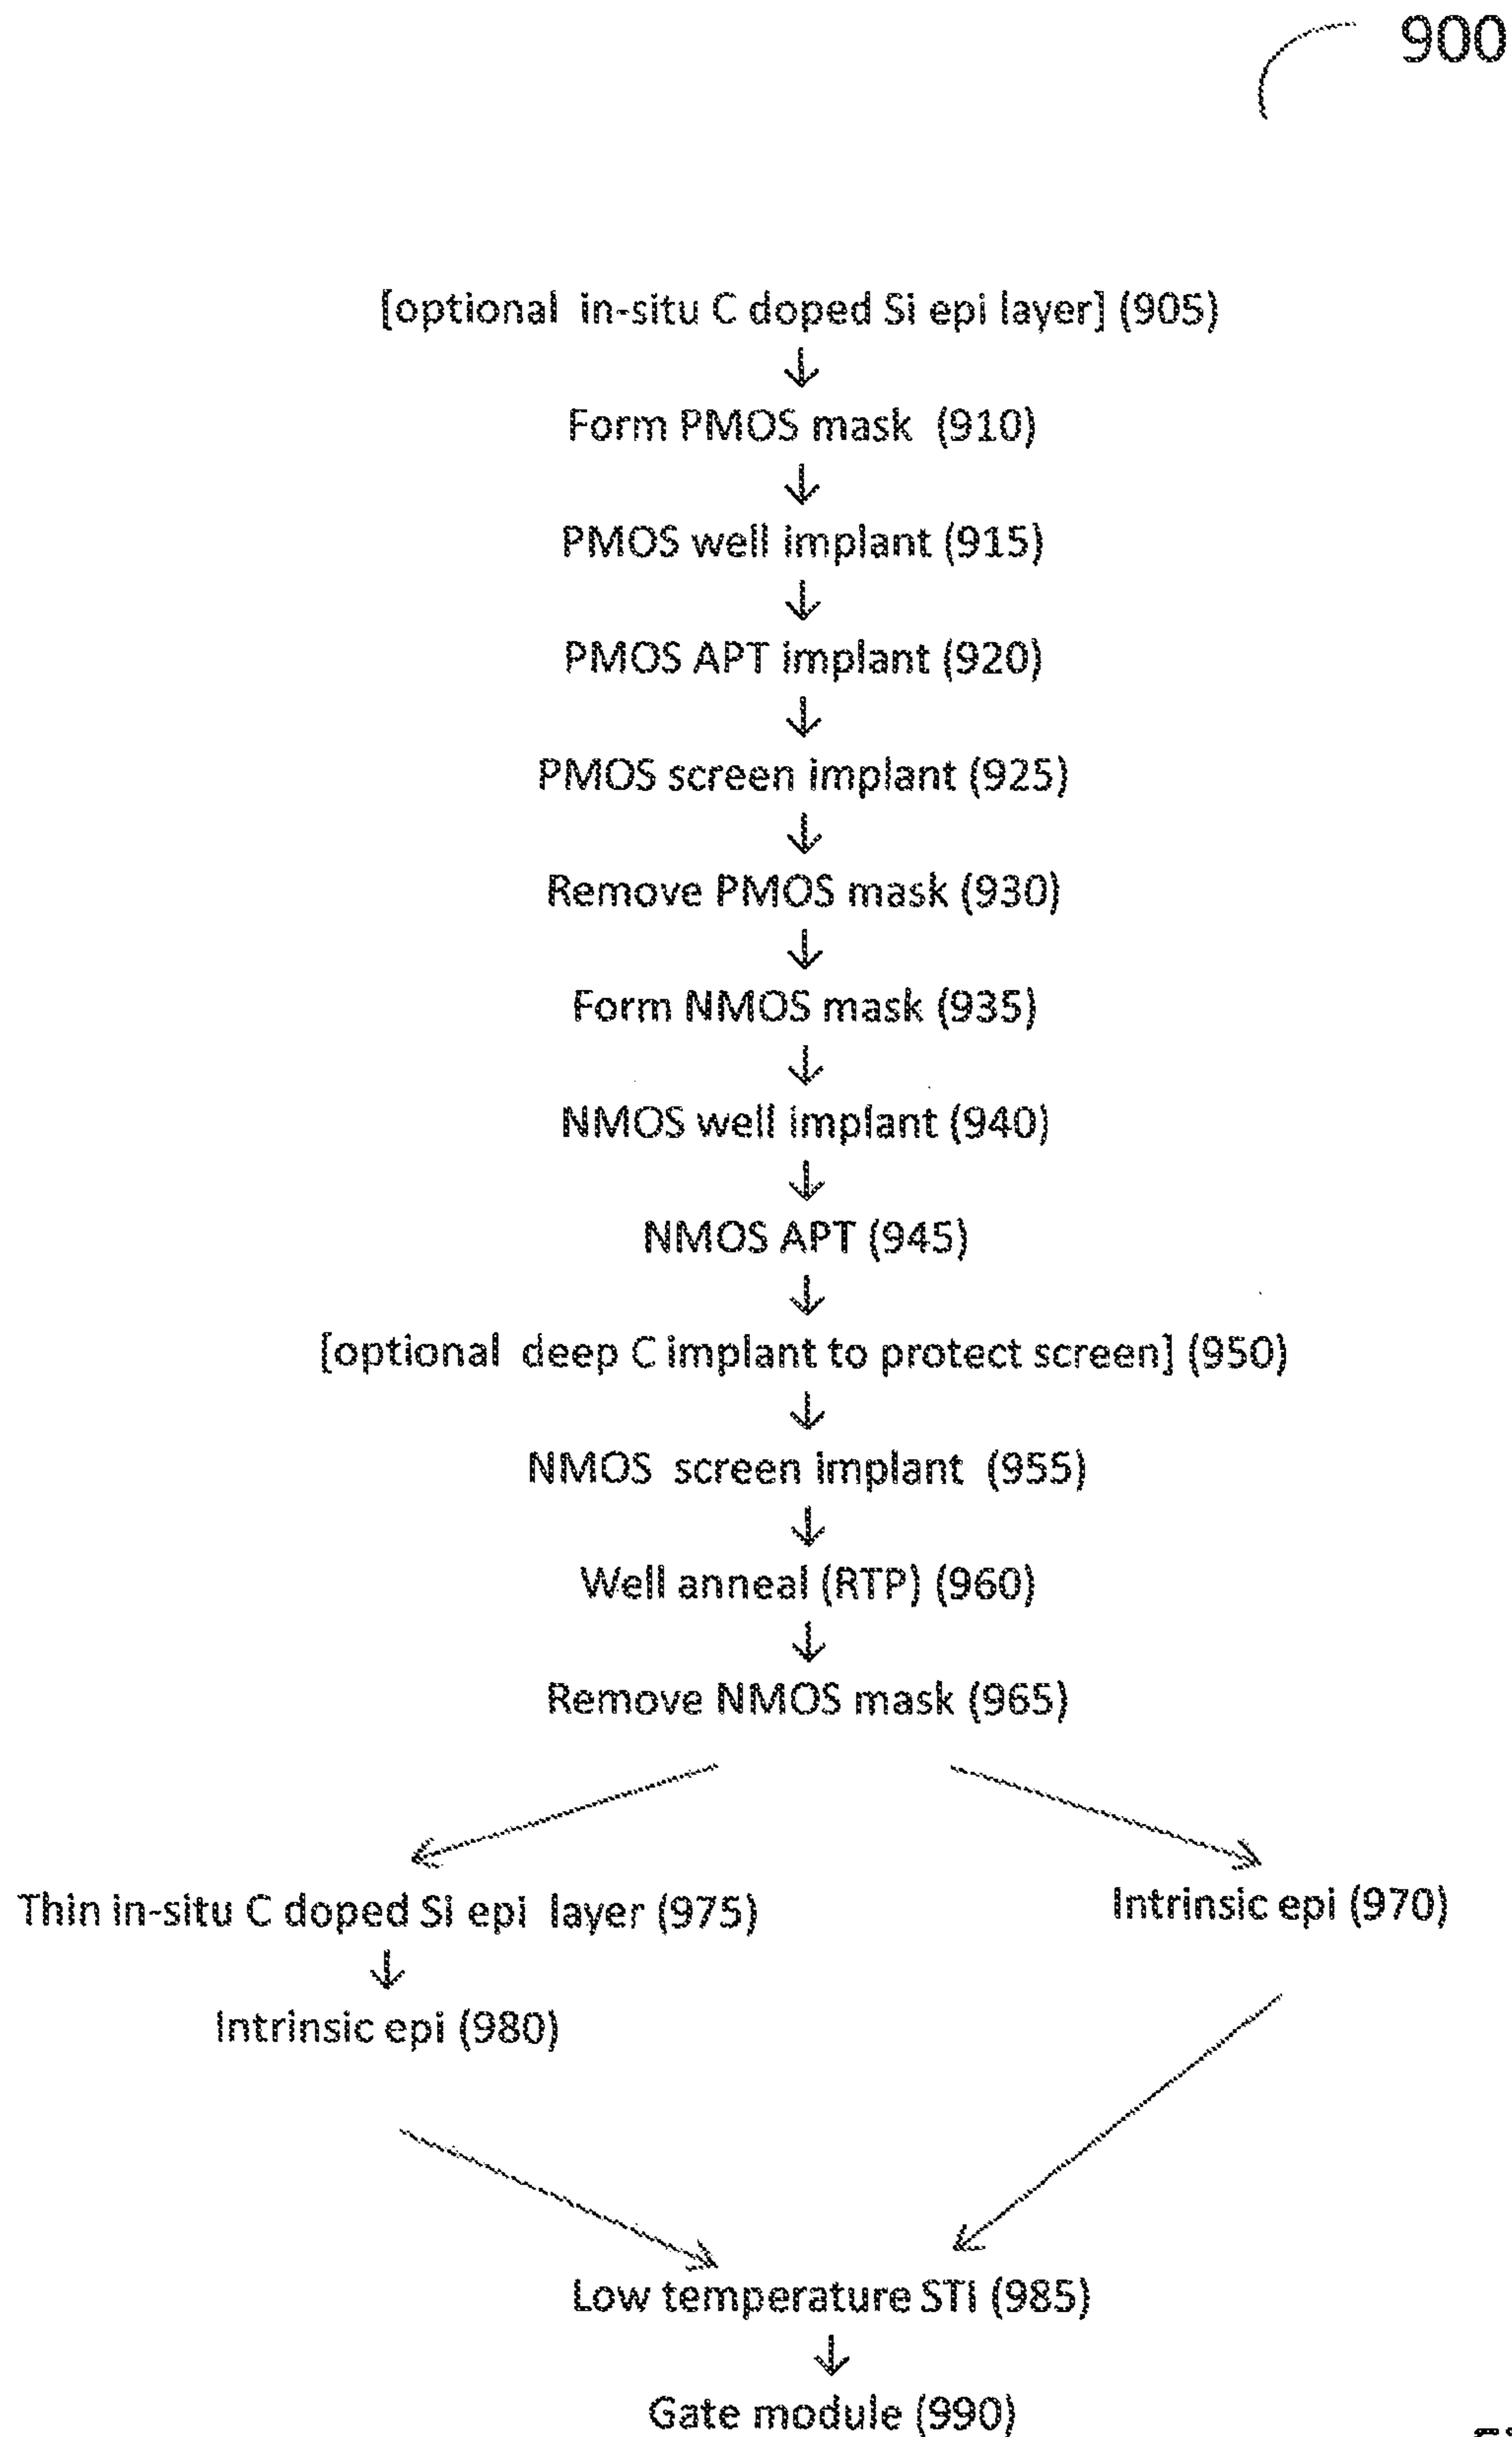 900
[optional in-situ C doped Si epi layer] (905)
Form PMOS mask (910)
PMOS well implant (915)
PMOS APT implant (920)
PMOS screen implant (925)
Remove PMOS mask (930)
Form NMOS mask (935)
NMOS well implant (940)
NMOS APT (945)
[optional deep C implant to protect screen] (950)
NMOS screen implant (955)
Well anneal (RTP) (960)
Remove NMOS mask (965)
Thin in-situ C doped Si epi layer (975)
Intrinsic epi (970)
Intrinsic epi (980)
Low temperature STI (985)
Gate module (990)